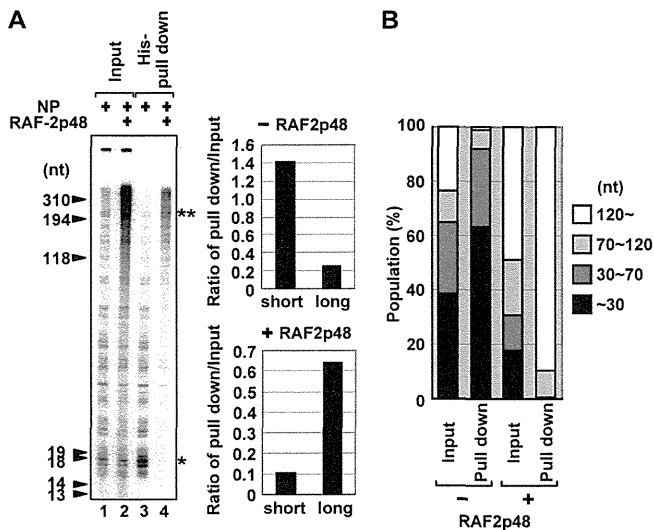 A
Input
His-
pull down
NP + + + +
RAF-2p48 + +
(nt)
310
194
118
19
18
14
13
**
*
1 2 3 4
− RAF2p48
Ratio of pull down/Input
1.6
1.4
1.2
1.0
0.8
0.6
0.4
0.2
0
short long
+ RAF2p48
Ratio of pull down/Input
0.7
0.6
0.5
0.4
0.3
0.2
0.1
0
short long
B
Population (%)
100
80
60
40
20
0
(nt)
120~
70~120
30~70
~30
Input
Pull down
Input
Pull down
− +
RAF2p48